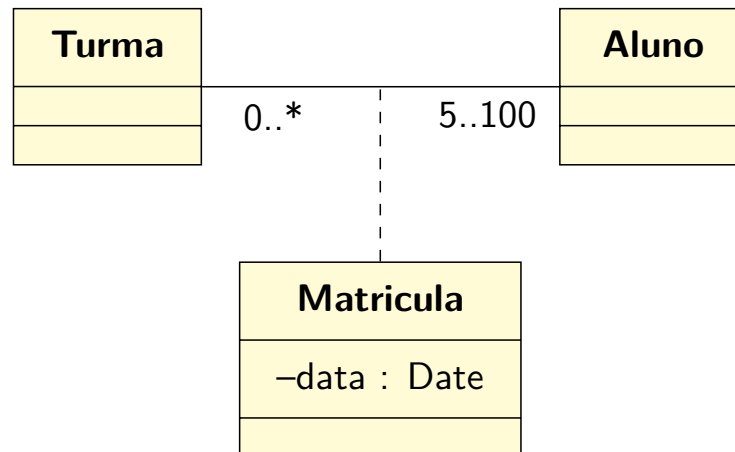 Turma
Aluno
0..*
5..100
Matricula
–data : Date